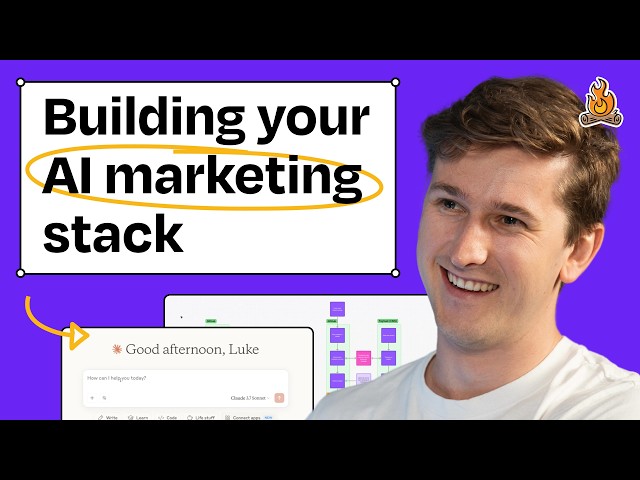 Building your
AI marketing
stack
Good afternoon, Luke
How can I help you today?
Claude 3.7 Sonnet
Write Learn Code Life stuff Connect apps